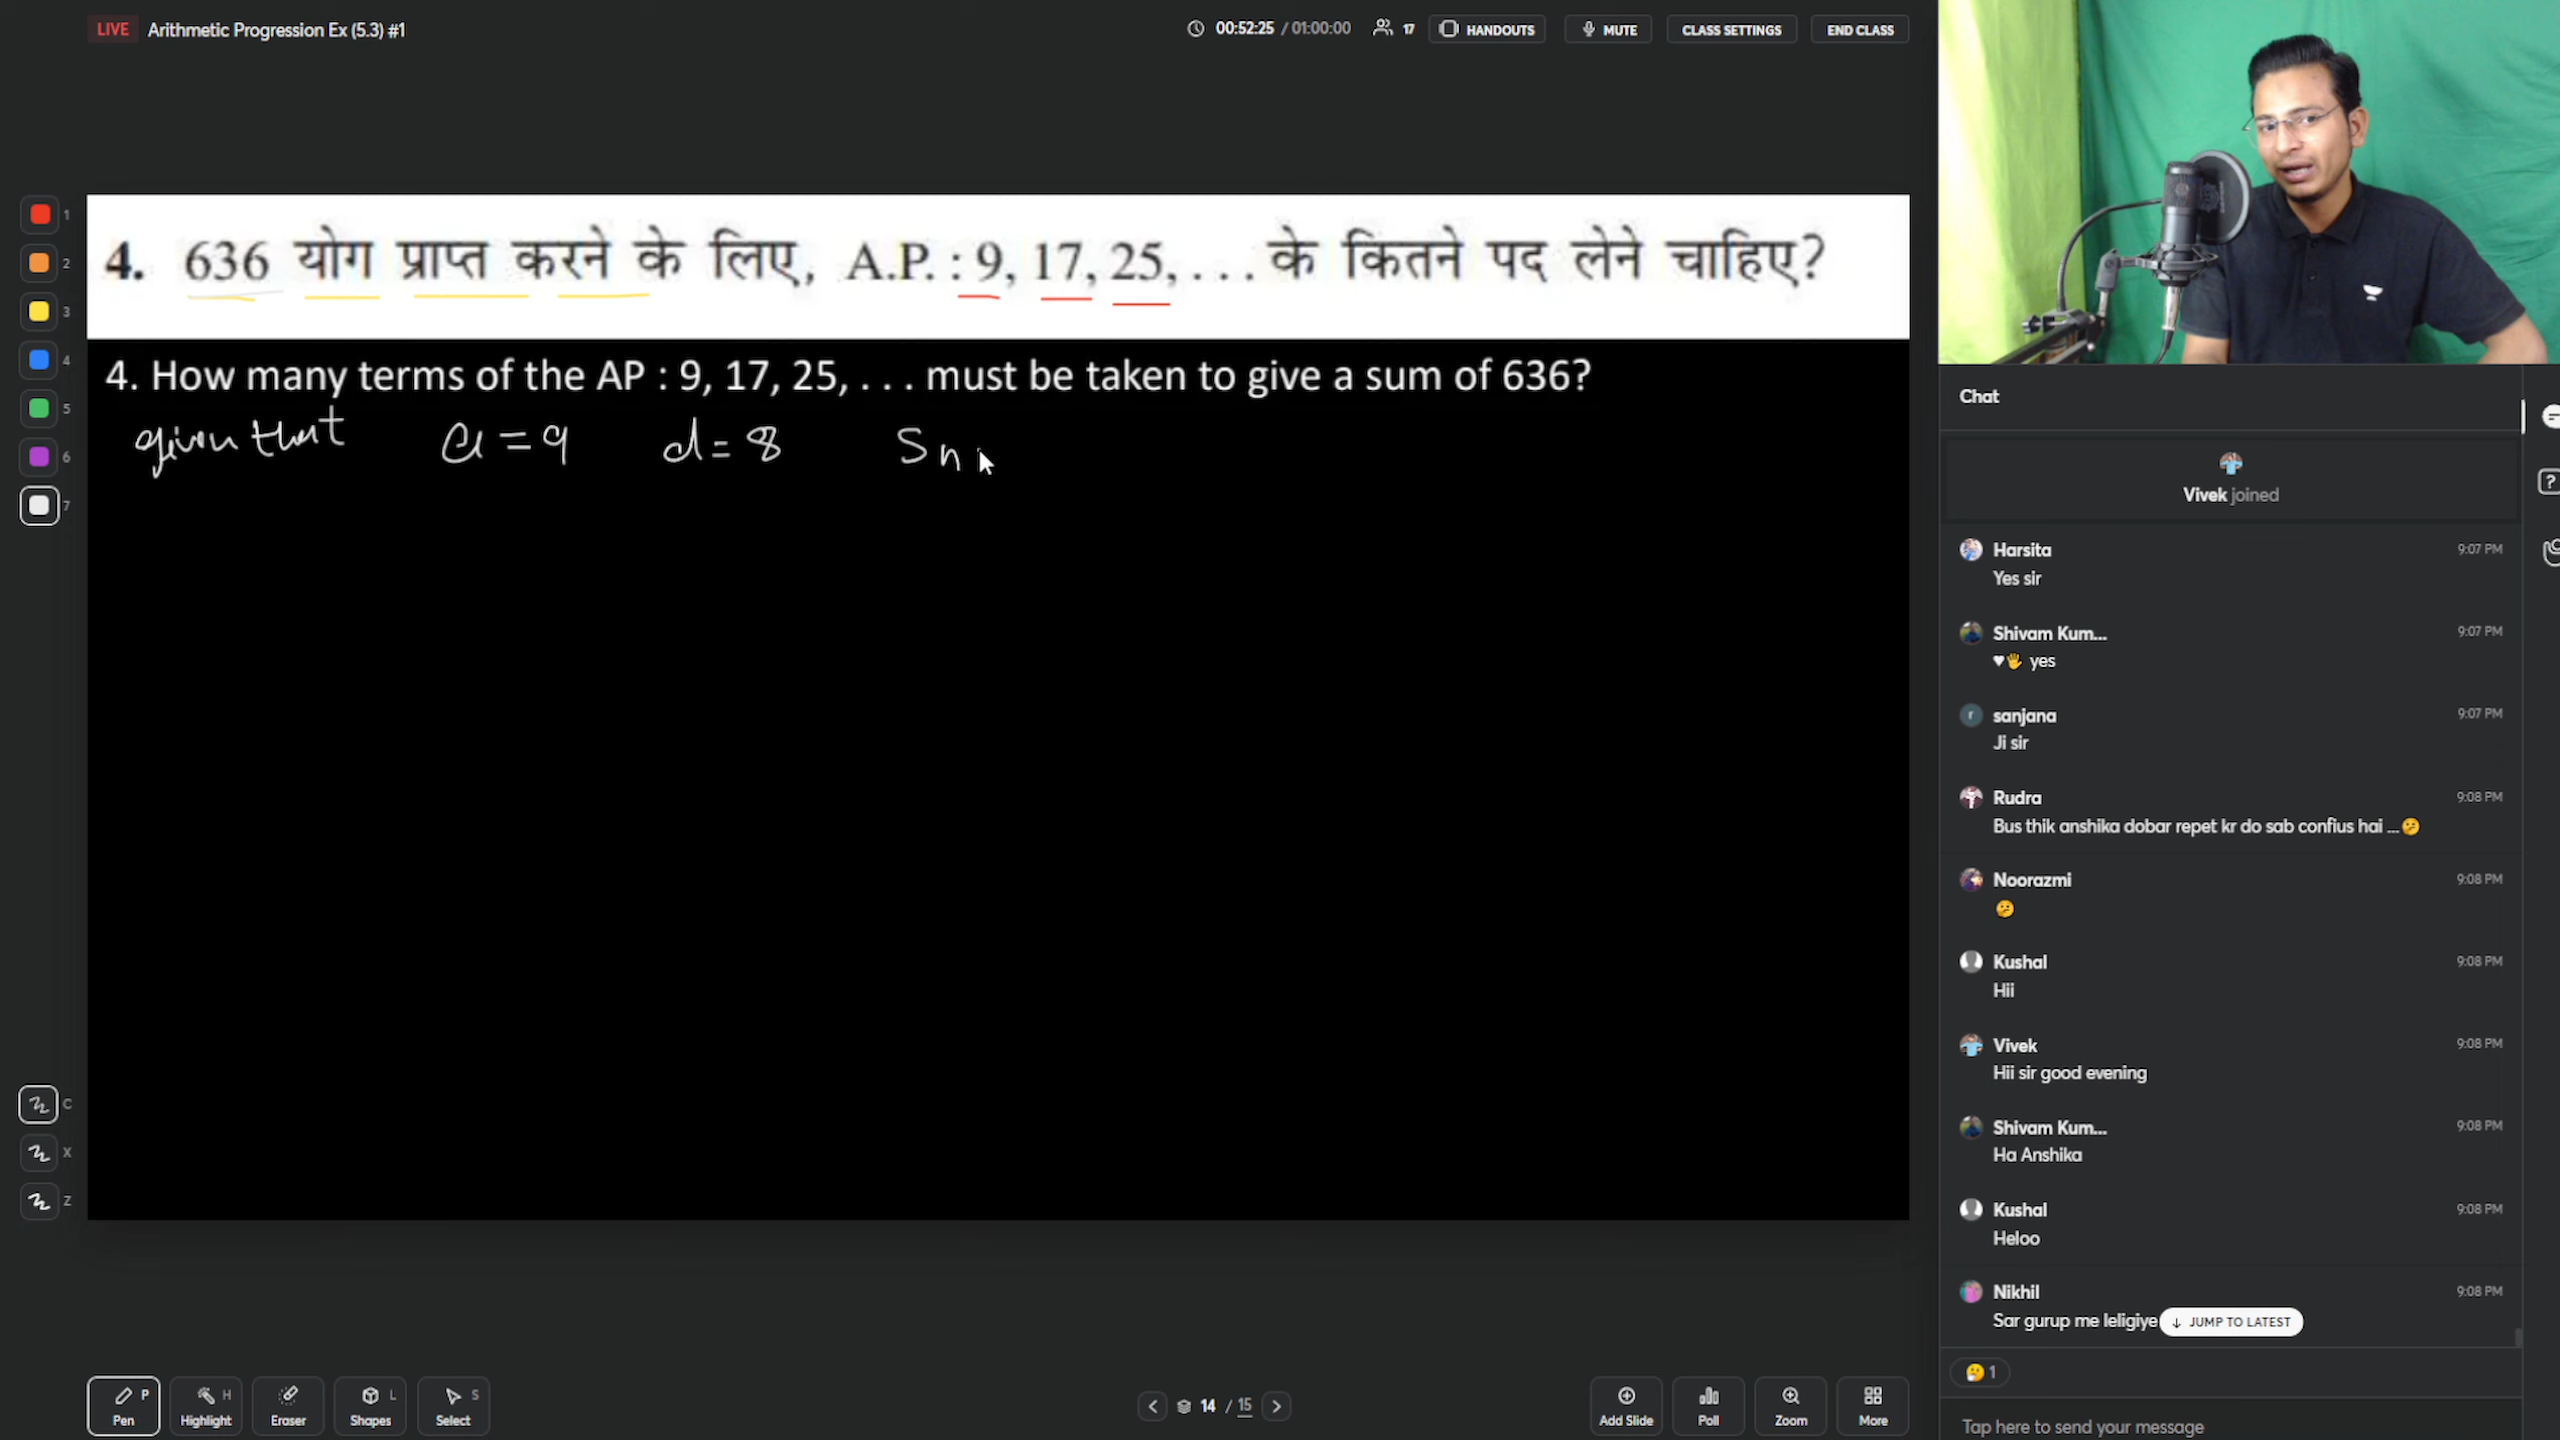 LIVE Arithmetic Progression Ex (5.3) #1 00:52:25 / 01:00:00 17 HANDOUTS MUTE CLASS SETTINGS END CLASS
4. 636 योग प्राप्त करने के लिए, A.P. : 9, 17, 25, . . . के कितने पद लेने चाहिए?
4. How many terms of the AP : 9, 17, 25, . . . must be taken to give a sum of 636?
given that a = 9 d = 8 Sn
1
2
3
4
5
6
7
C
X
Z
P Pen
H Highlight
Eraser
L Shapes
S Select
14 / 15
Add Slide
Poll
Zoom
More
Chat
Vivek joined
Harsita 9:07 PM
Yes sir
Shivam Kum... 9:07 PM
♥🖐 yes
sanjana 9:07 PM
Ji sir
Rudra 9:08 PM
Bus thik anshika dobar repet kr do sab confius hai ...🤔
Noorazmi 9:08 PM
🤔
Kushal 9:08 PM
Hii
Vivek 9:08 PM
Hii sir good evening
Shivam Kum... 9:08 PM
Ha Anshika
Kushal 9:08 PM
Heloo
Nikhil 9:08 PM
Sar gurup me leligiye
↓ JUMP TO LATEST
🤔 1
Tap here to send your message